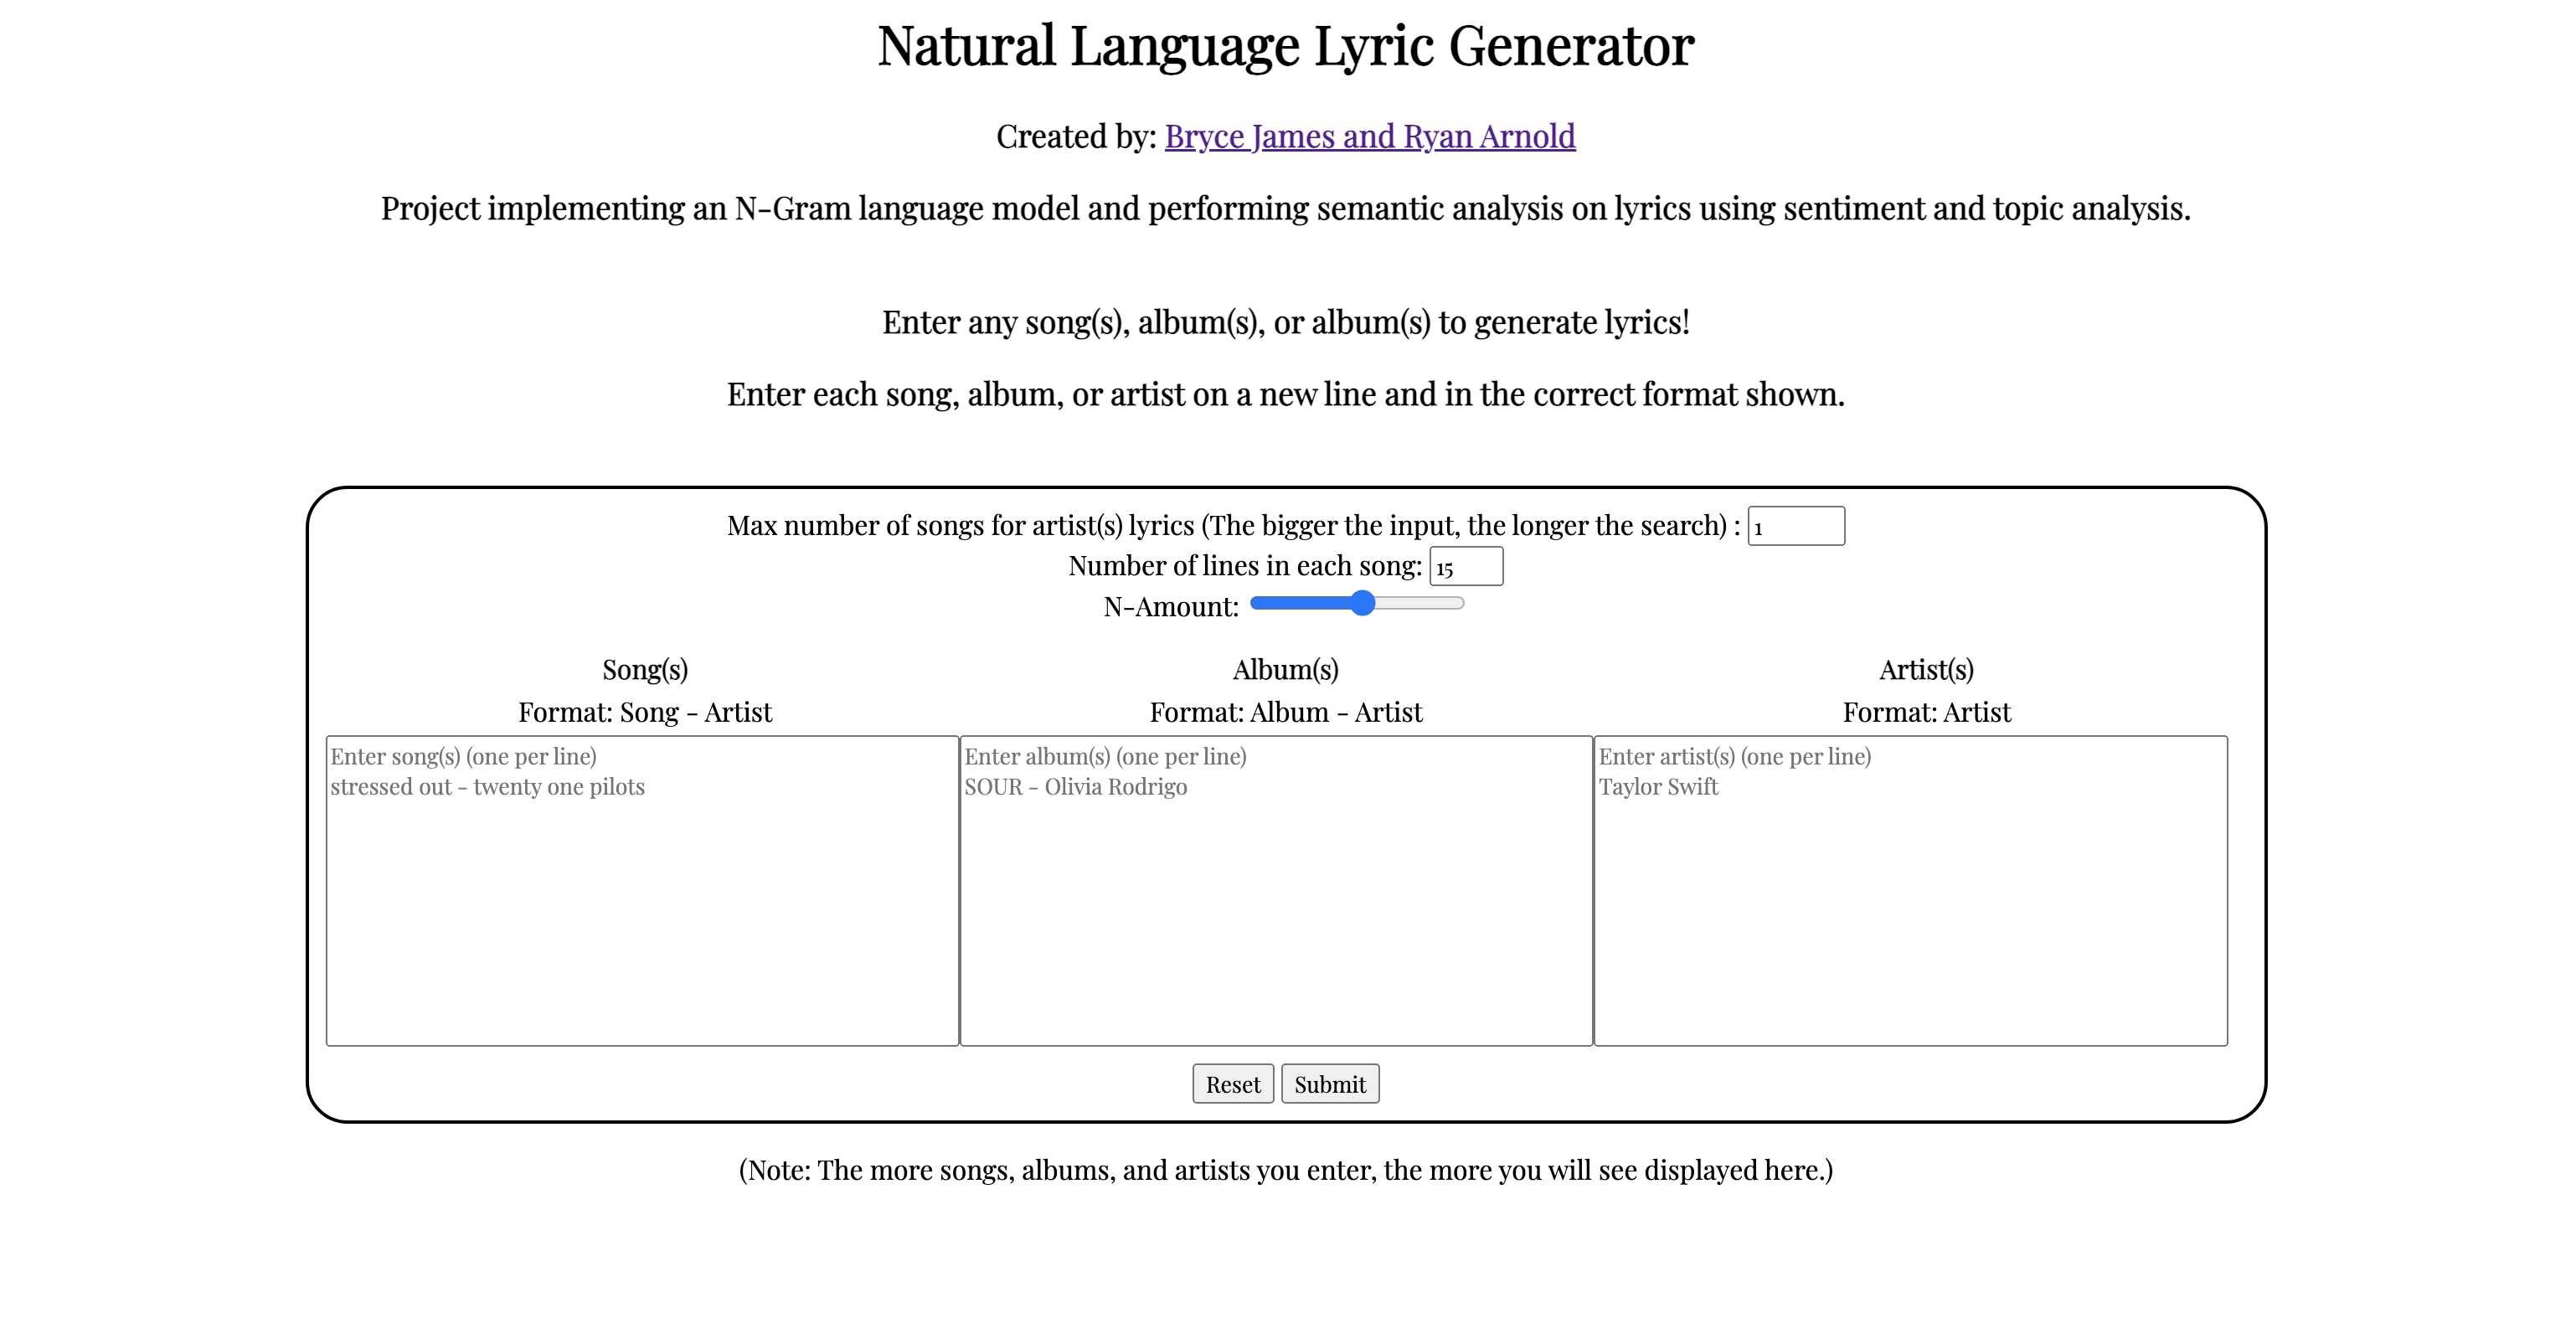 Natural Language Lyric Generator
Created by: Bryce James and Ryan Arnold
Project implementing an N-Gram language model and performing semantic analysis on lyrics using sentiment and topic analysis.
Enter any song(s), album(s), or album(s) to generate lyrics!
Enter each song, album, or artist on a new line and in the correct format shown.
Max number of songs for artist(s) lyrics (The bigger the input, the longer the search) : 1
Number of lines in each song: 15
N-Amount:
Song(s)
Format: Song - Artist
Enter song(s) (one per line)
stressed out - twenty one pilots
Album(s)
Format: Album - Artist
Enter album(s) (one per line)
SOUR - Olivia Rodrigo
Artist(s)
Format: Artist
Enter artist(s) (one per line)
Taylor Swift
Reset Submit
(Note: The more songs, albums, and artists you enter, the more you will see displayed here.)